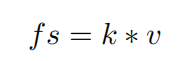 fs = k * v